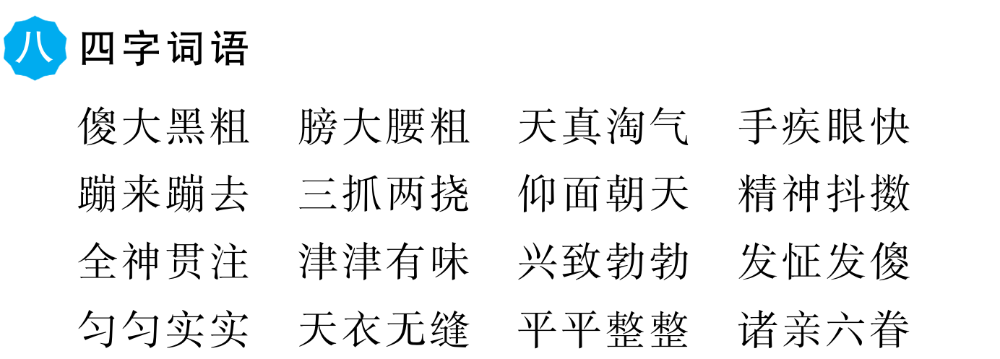 八 四字词语
傻大黑粗 膀大腰粗 天真淘气 手疾眼快
蹦来蹦去 三抓两挠 仰面朝天 精神抖擞
全神贯注 津津有味 兴致勃勃 发怔发傻
匀匀实实 天衣无缝 平平整整 诸亲六眷